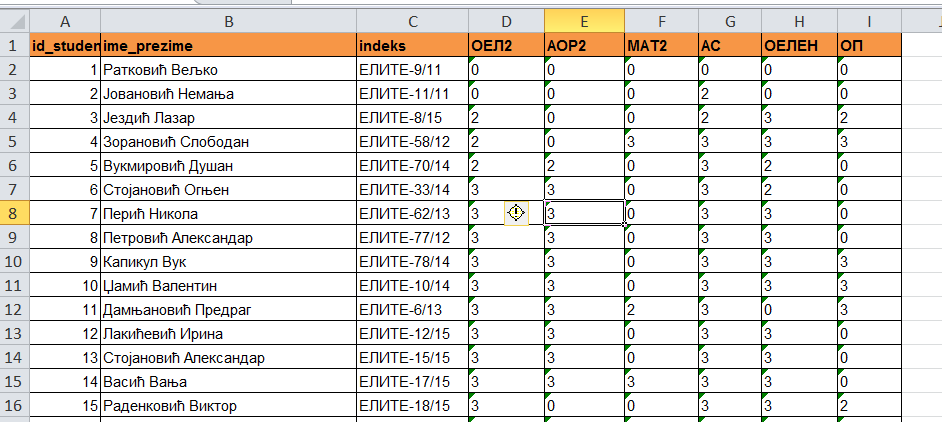 A B C D E F G H I
1 id_studen ime_prezime indeks ОЕЛ2 АОР2 МАТ2 АС ОЕЛЕН ОП
2 1 Ратковић Вељко ЕЛИТЕ-9/11 0 0 0 0 0 0
3 2 Јовановић Немања ЕЛИТЕ-11/11 0 0 0 2 0 0
4 3 Јездић Лазар ЕЛИТЕ-8/15 2 0 0 2 3 2
5 4 Зорановић Слободан ЕЛИТЕ-58/12 2 0 3 3 3 3
6 5 Вукмировић Душан ЕЛИТЕ-70/14 2 2 0 3 2 0
7 6 Стојановић Огњен ЕЛИТЕ-33/14 3 3 0 3 2 0
8 7 Перић Никола ЕЛИТЕ-62/13 3 3 0 3 3 0
9 8 Петровић Александар ЕЛИТЕ-77/12 3 3 0 3 3 0
10 9 Капикул Вук ЕЛИТЕ-78/14 3 3 0 3 3 3
11 10 Џамић Валентин ЕЛИТЕ-10/14 3 3 0 3 3 3
12 11 Дамњановић Предраг ЕЛИТЕ-6/13 3 3 2 3 0 3
13 12 Лакићевић Ирина ЕЛИТЕ-12/15 3 3 0 3 3 0
14 13 Стојановић Александар ЕЛИТЕ-15/15 3 3 0 3 3 0
15 14 Васић Вања ЕЛИТЕ-17/15 3 3 3 3 3 0
16 15 Раденковић Виктор ЕЛИТЕ-18/15 3 0 0 3 3 2